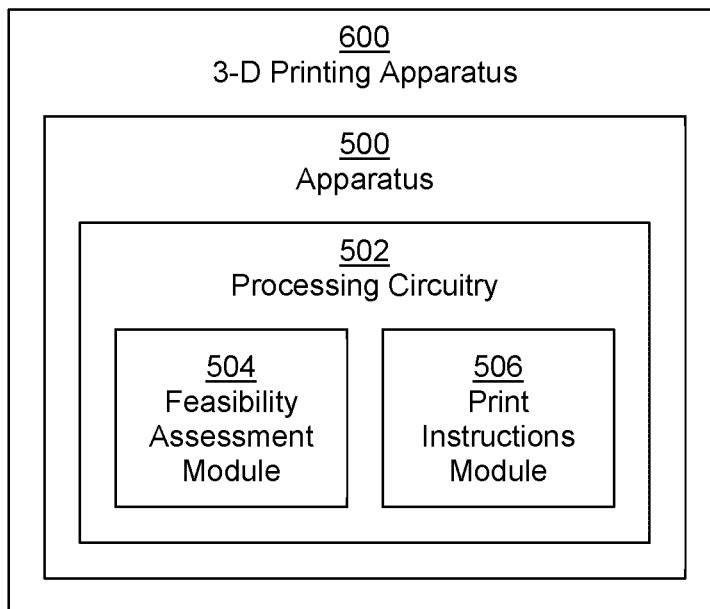 600
3-D Printing Apparatus
500
Apparatus
502
Processing Circuitry
504
Feasibility
Assessment
Module
506
Print
Instructions
Module